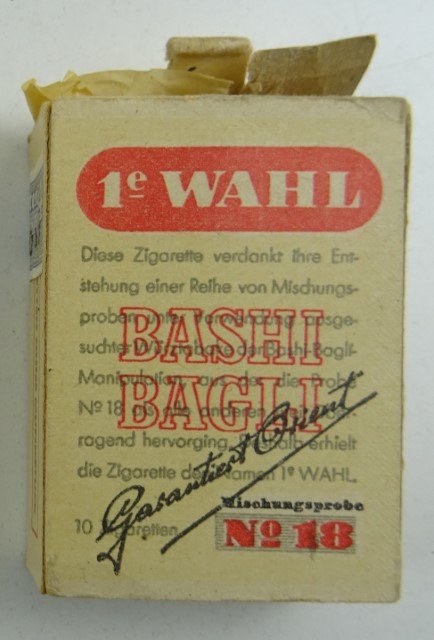 1e WAHL
Diese Zigarette verdankt ihre Ent-
stehung einer Reihe von Mischungs-
proben unter Verwendung ausge-
suchter Würztabake der Bashi-Bagli-
Manipulation, aus der die Probe
No 18 als alle anderen
ragend hervorging. Deshalb erhielt
die Zigarette den Namen 1e WAHL.
BASHI
BAGLI
Garantiert Orient
10 Zigaretten
Mischungsprobe
No 18